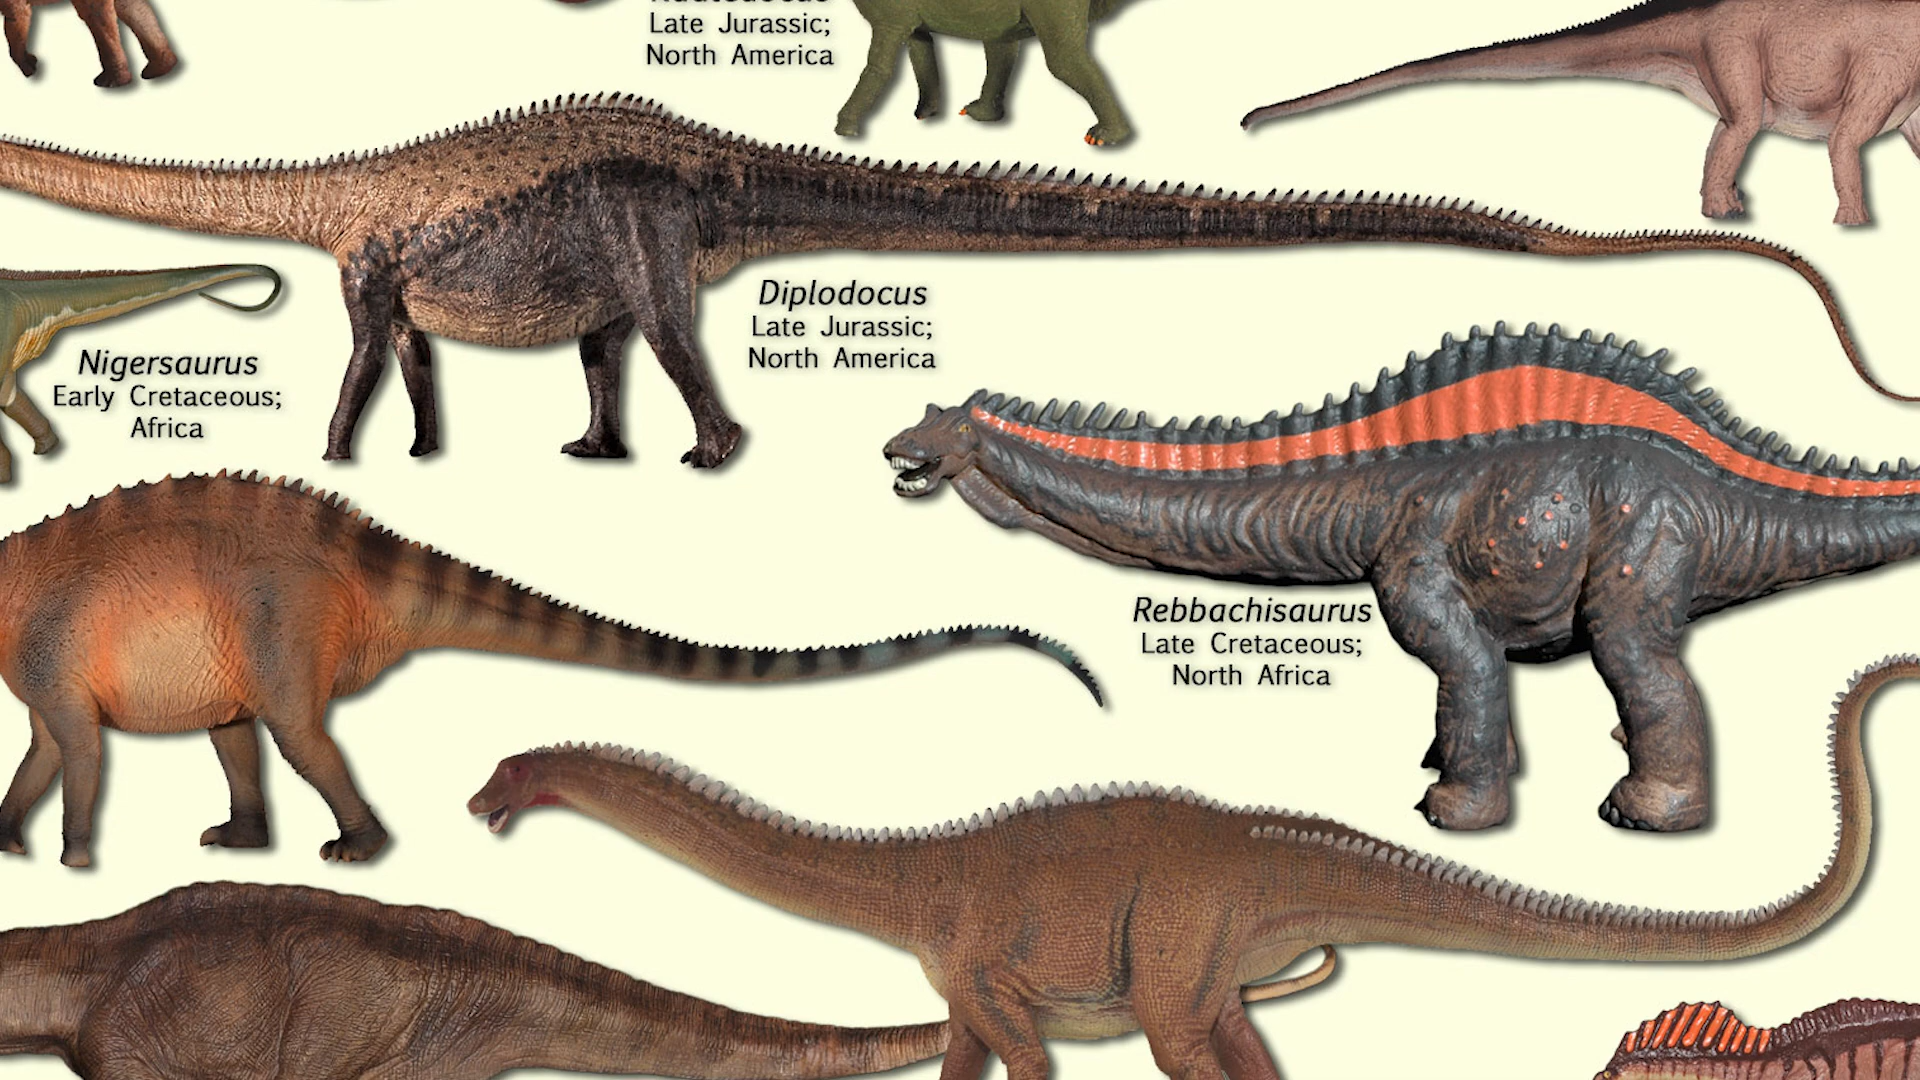 Late Jurassic;
North America
Diplodocus
Late Jurassic;
North America
Nigersaurus
Early Cretaceous;
Africa
Rebbachisaurus
Late Cretaceous;
North Africa